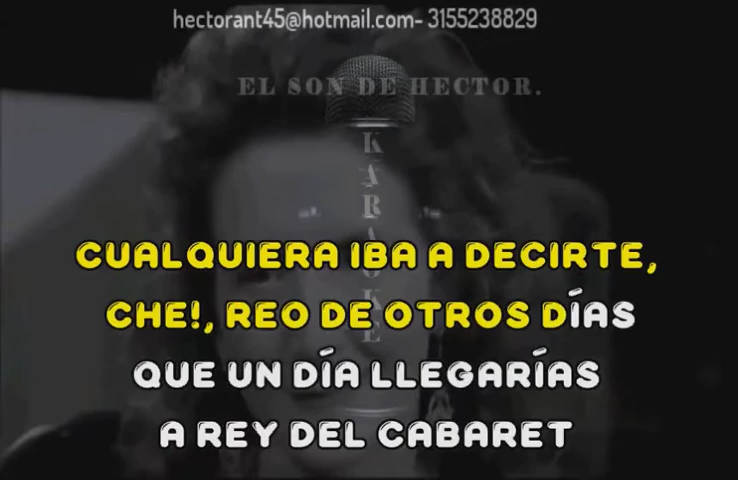 hectorant45@hotmail.com- 3155238829
EL SON DE HECTOR.
KARAOKE
CUALQUIERA IBA A DECIRTE,
CHE!, REO DE OTROS DÍAS
QUE UN DÍA LLEGARÍAS
A REY DEL CABARET